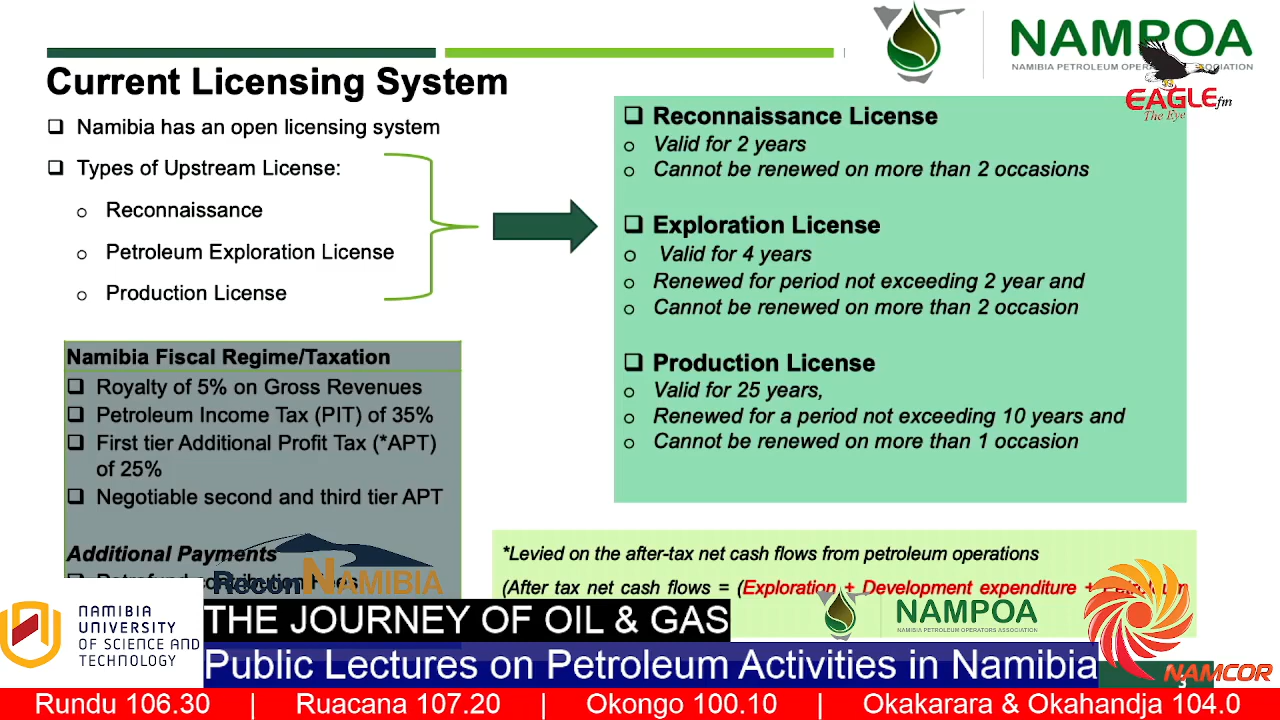 NAMPOA
NAMIBIA PETROLEUM OPERATORS ASSOCIATION
EAGLE fm
The Eye
Current Licensing System
Namibia has an open licensing system
Types of Upstream License:
Reconnaissance
Petroleum Exploration License
Production License
Reconnaissance License
Valid for 2 years
Cannot be renewed on more than 2 occasions
Exploration License
Valid for 4 years
Renewed for period not exceeding 2 year and
Cannot be renewed on more than 2 occasion
Production License
Valid for 25 years,
Renewed for a period not exceeding 10 years and
Cannot be renewed on more than 1 occasion
Namibia Fiscal Regime/Taxation
Royalty of 5% on Gross Revenues
Petroleum Income Tax (PIT) of 35%
First tier Additional Profit Tax (*APT)
of 25%
Negotiable second and third tier APT
Additional Payments
Recon NAMIBIA
*Levied on the after-tax net cash flows from petroleum operations
(After tax net cash flows = (Exploration + Development expenditure + Petroleum
NAMPOA
NAMIBIA PETROLEUM OPERATORS ASSOCIATION
NAMIBIA
UNIVERSITY
OF SCIENCE AND
TECHNOLOGY
THE JOURNEY OF OIL & GAS
Public Lectures on Petroleum Activities in Namibia
NAMCOR
Rundu 106.30 | Ruacana 107.20 | Okongo 100.10 | Okakarara & Okahandja 104.0